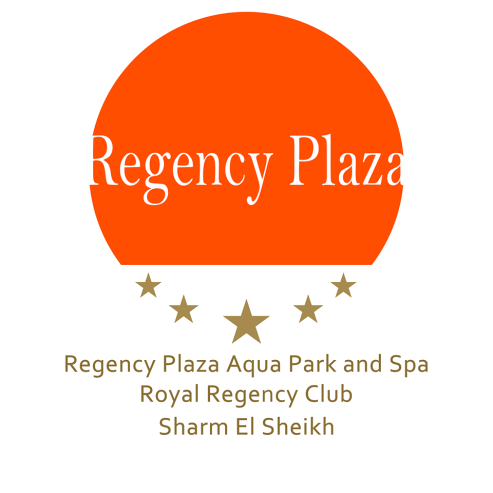 Regency Plaza
Regency Plaza Aqua Park and Spa
Royal Regency Club
Sharm El Sheikh